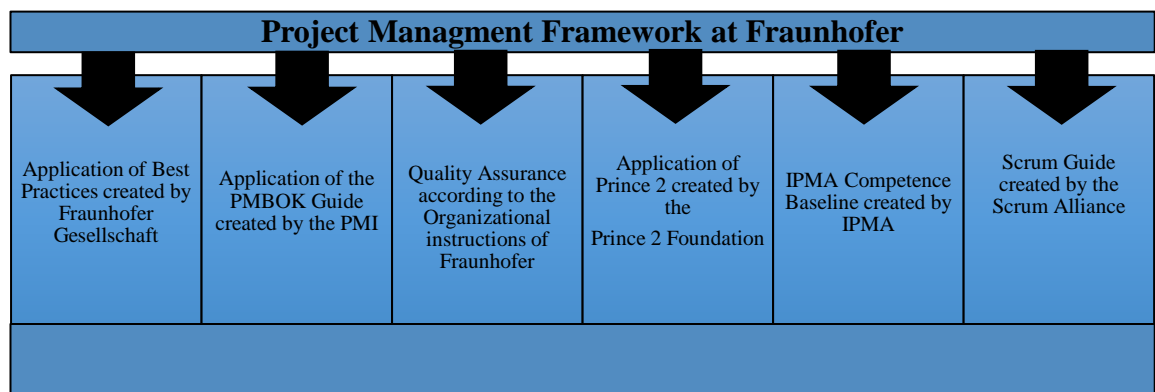 Project Managment Framework at Fraunhofer
Application of Best
Practices created by
Fraunhofer
Gesellschaft
Application of the
PMBOK Guide
created by the PMI
Quality Assurance
according to the
Organizational
instructions of
Fraunhofer
Application of
Prince 2 created by
the
Prince 2 Foundation
IPMA Competence
Baseline created by
IPMA
Scrum Guide
created by the
Scrum Alliance